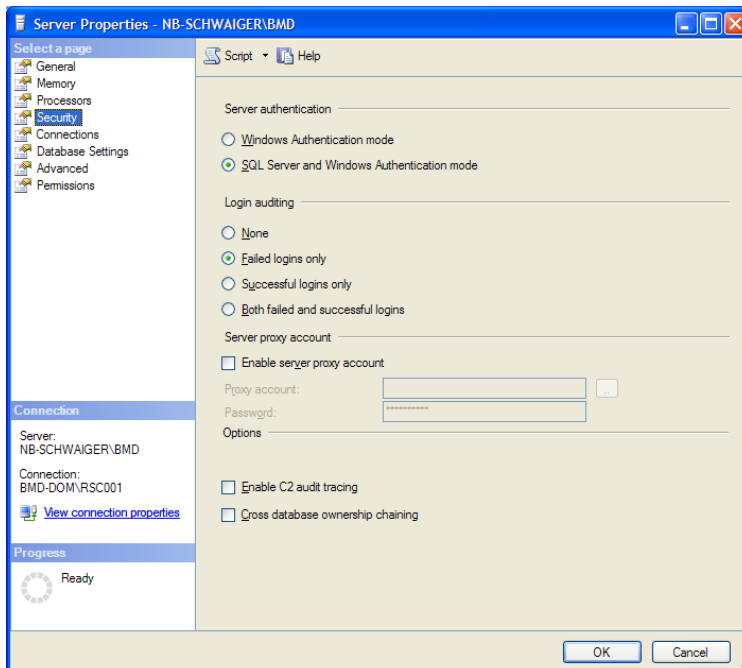 Server Properties - NB-SCHWAIGER\BMD
Select a page
General
Memory
Processors
Security
Connections
Database Settings
Advanced
Permissions
Script
Help
Server authentication
Windows Authentication mode
SQL Server and Windows Authentication mode
Login auditing
None
Failed logins only
Successful logins only
Both failed and successful logins
Server proxy account
Enable server proxy account
Proxy account:
...
Password:
**********
Options
Enable C2 audit tracing
Cross database ownership chaining
Connection
Server:
NB-SCHWAIGER\BMD
Connection:
BMD-DOM\RSC001
View connection properties
Progress
Ready
OK
Cancel